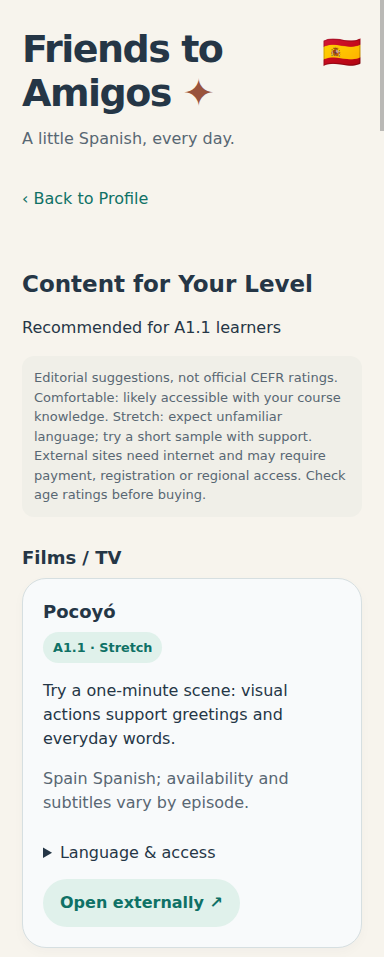 Friends to
Amigos ✦
A little Spanish, every day.
‹ Back to Profile
Content for Your Level
Recommended for A1.1 learners
Editorial suggestions, not official CEFR ratings.
Comfortable: likely accessible with your course
knowledge. Stretch: expect unfamiliar
language; try a short sample with support.
External sites need internet and may require
payment, registration or regional access. Check
age ratings before buying.
Films / TV
Pocoyó
A1.1 · Stretch
Try a one-minute scene: visual
actions support greetings and
everyday words.
Spain Spanish; availability and
subtitles vary by episode.
▶ Language & access
Open externally ↗